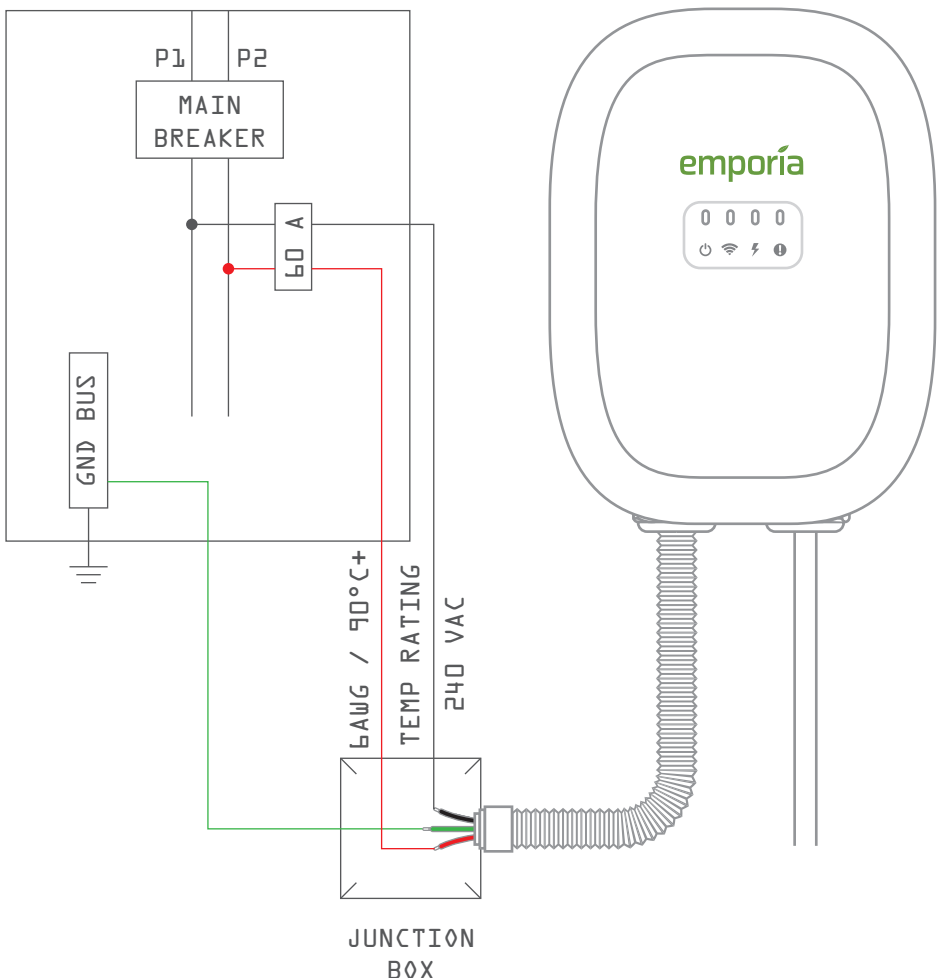 P1 P2
MAIN
BREAKER
60 A
GND BUS
6AWG / 90°C+
TEMP RATING
240 VAC
JUNCTION
BOX
emporia